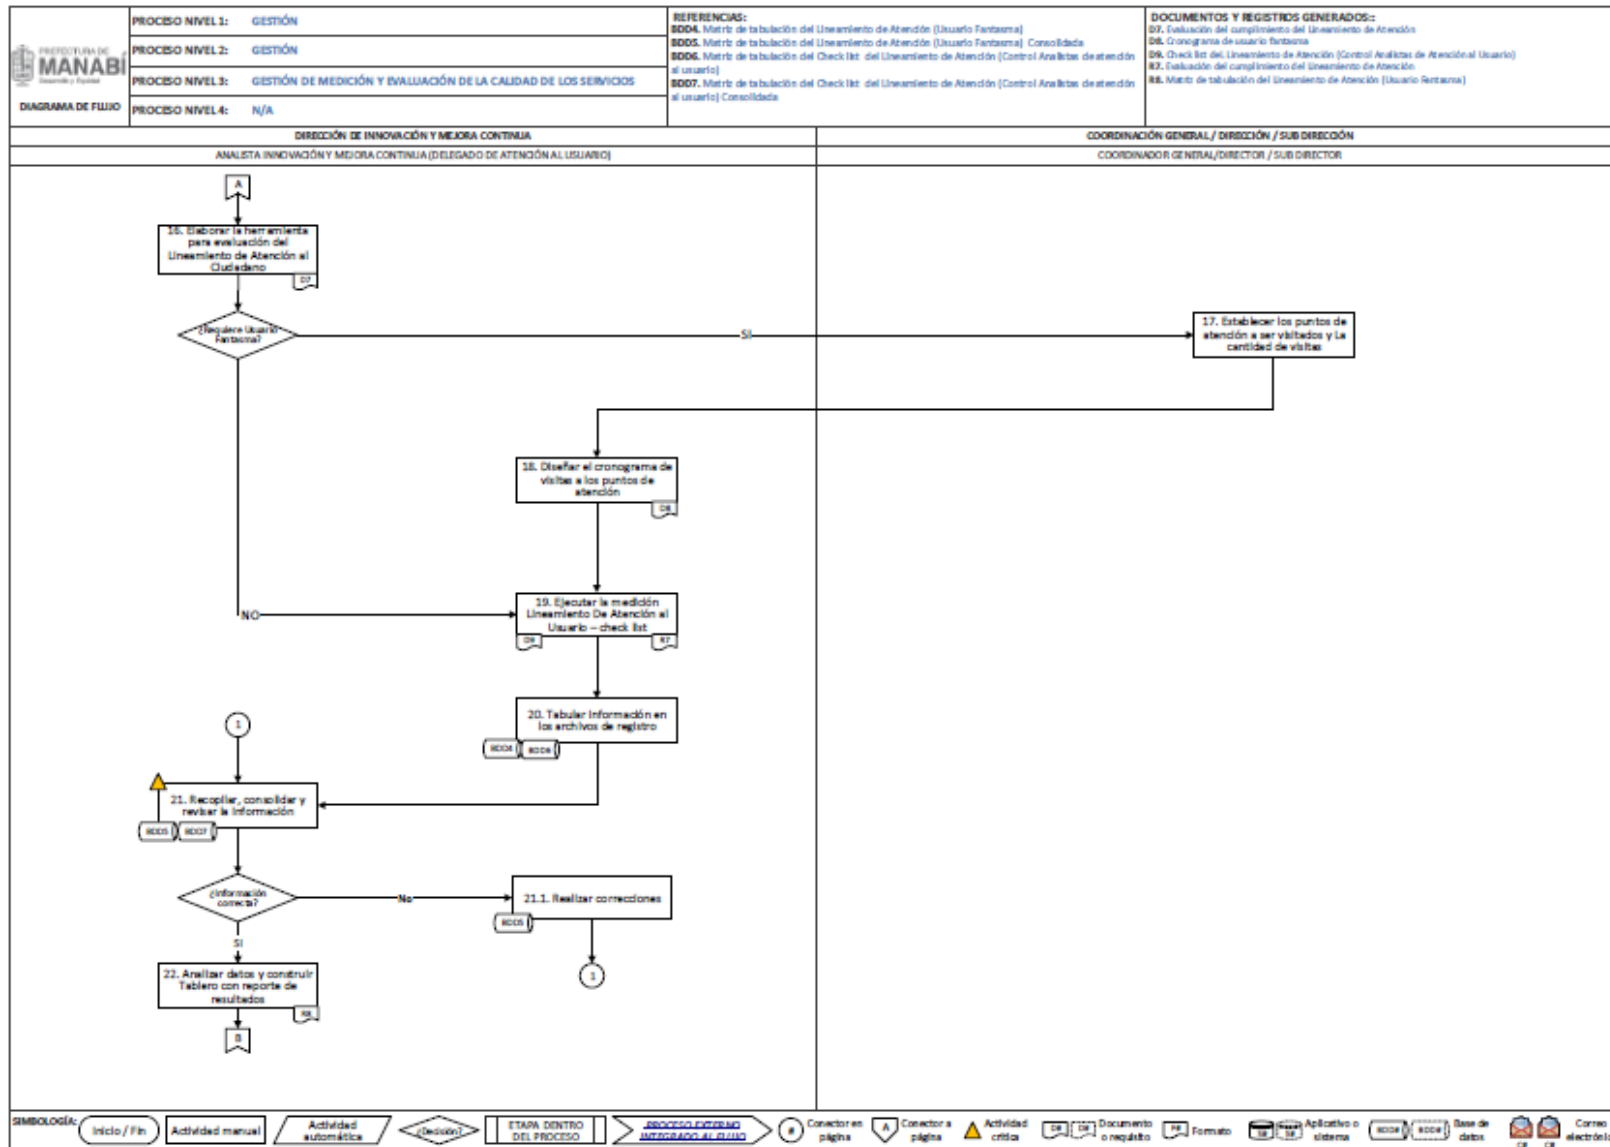 PREFECTURA DE
MANABÍ
Desarrollo y Equidad
DIAGRAMA DE FLUJO
PROCESO NIVEL 1: GESTIÓN
PROCESO NIVEL 2: GESTIÓN
PROCESO NIVEL 3: GESTIÓN DE MEDICIÓN Y EVALUACIÓN DE LA CALIDAD DE LOS SERVICIOS
PROCESO NIVEL 4: N/A
REFERENCIAS:
BDD4. Matriz de tabulación del Lineamiento de Atención (Usuario Fantasma)
BDD5. Matriz de tabulación del Lineamiento de Atención (Usuario Fantasma) Consolidada
BDD6. Matriz de tabulación del Check list del Lineamiento de Atención (Control Analistas de atención
al usuario)
BDD7. Matriz de tabulación del Check list del Lineamiento de Atención (Control Analistas de atención
al usuario) Consolidada
DOCUMENTOS Y REGISTROS GENERADOS::
D7. Evaluación del cumplimiento del Lineamiento de Atención
D8. Cronograma de usuario fantasma
D9. Check list del Lineamiento de Atención (Control Analistas de Atención al Usuario)
R7. Evaluación del cumplimiento del Lineamiento de Atención
R8. Matriz de tabulación del Lineamiento de Atención (Usuario Fantasma)
DIRECCIÓN DE INNOVACIÓN Y MEJORA CONTINUA
COORDINACIÓN GENERAL / DIRECCIÓN / SUB DIRECCIÓN
ANALISTA INNOVACIÓN Y MEJORA CONTINUA (DELEGADO DE ATENCIÓN AL USUARIO)
COORDINADOR GENERAL/DIRECTOR / SUB DIRECTOR
A
16. Elaborar la herramienta
para evaluación del
Lineamiento de Atención al
Ciudadano
D7
¿Requiere Usuario
Fantasma?
SI
17. Establecer los puntos de
atención a ser visitados y La
cantidad de visitas
18. Diseñar el cronograma de
visitas a los puntos de
atención
D8
NO
19. Ejecutar la medición
Lineamiento De Atención al
Usuario – check list
D9
R7
20. Tabular información en
los archivos de registro
BDD4
BDD6
1
21. Recopilar, consolidar y
revisar la información
BDD5
BDD7
¿Información
correcta?
No
21.1. Realizar correcciones
BDD5
1
SI
22. Analizar datos y construir
Tablero con reporte de
resultados
R8
B
SIMBOLOGÍA:
Inicio / Fin
Actividad manual
Actividad
automática
¿Decisión?
ETAPA DENTRO
DEL PROCESO
PROCESO EXTERNO
INTEGRADO AL FLUJO
#
Conector en
página
A
Conector a
página
Actividad
crítica
D#
D#
Documento
o requisito
F#
Formato
S#
S#
Aplicativo o
sistema
BDD#
BDD#
Base de
datos
C#
C#
Correo